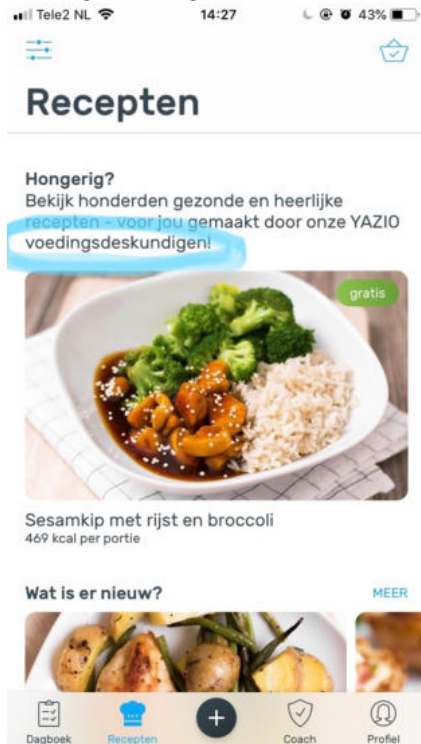 Tele2 NL 14:27 43%
Recepten
Hongerig?
Bekijk honderden gezonde en heerlijke
recepten - voor jou gemaakt door onze YAZIO
voedingsdeskundigen!
gratis
Sesamkip met rijst en broccoli
469 kcal per portie
Wat is er nieuw? MEER
Dagboek Recepten + Coach Profiel